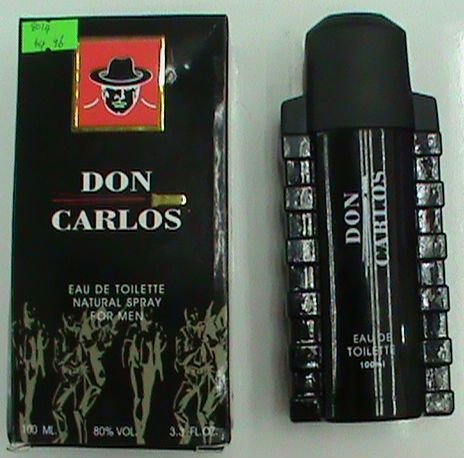 DON
CARLOS
EAU DE TOILETTE
NATURAL SPRAY
FOR MEN
100 ML. 80% VOL. 3.3 FL.OZ.
DON
CARLOS
EAU DE
TOILETTE
100ml